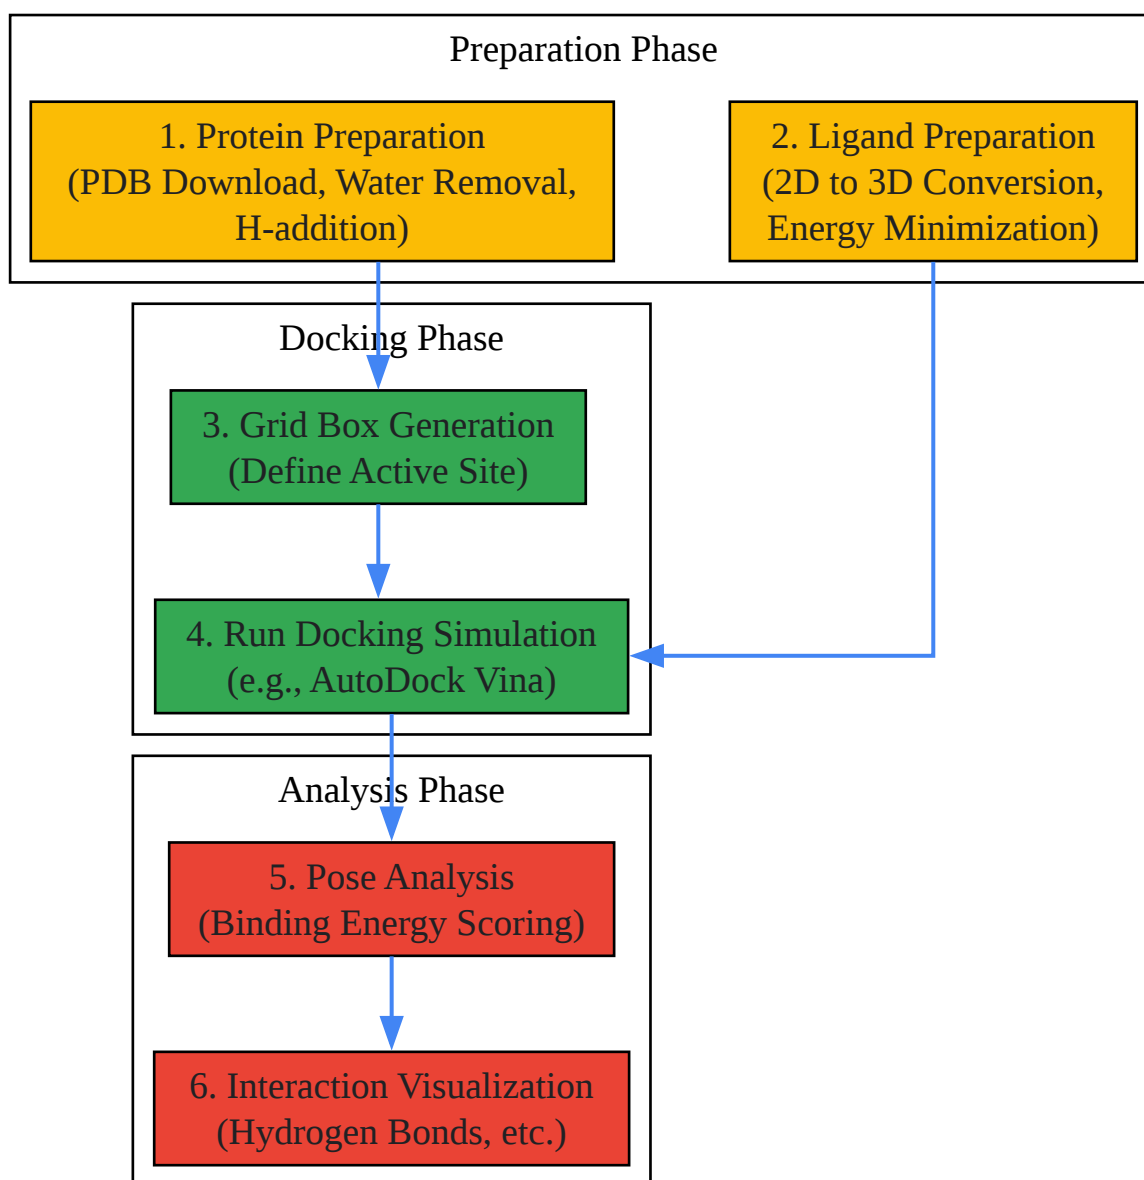 Preparation Phase
1. Protein Preparation
(PDB Download, Water Removal,
H-addition)
2. Ligand Preparation
(2D to 3D Conversion,
Energy Minimization)
Docking Phase
3. Grid Box Generation
(Define Active Site)
4. Run Docking Simulation
(e.g., AutoDock Vina)
Analysis Phase
5. Pose Analysis
(Binding Energy Scoring)
6. Interaction Visualization
(Hydrogen Bonds, etc.)